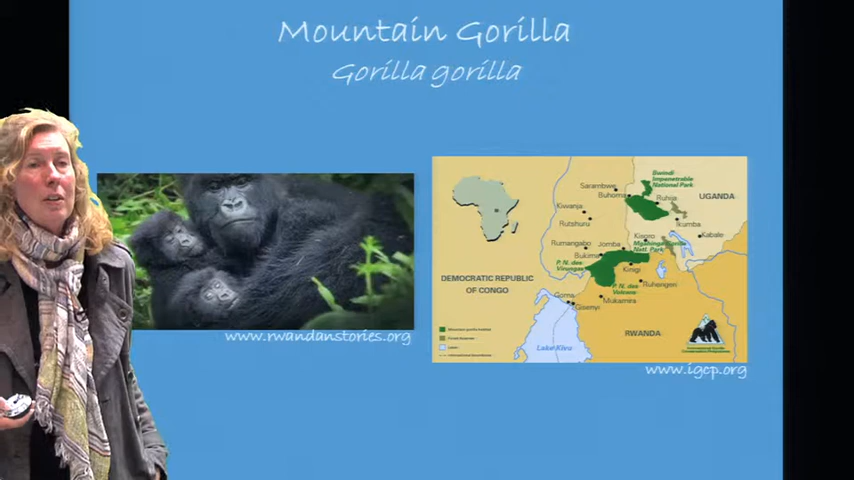 Mountain Gorilla
Gorilla gorilla
Bwindi
Impenetrable
National Park
Sarambwe
Buhoma
UGANDA
Ruhija
Kiwanja
Rutshuru
Ikumba
Kabale
Kisoro
Rumangabo
Jomba
Mgahinga Gorilla
Natl. Park
Bukima
P. N. des
Virungas
Kinigi
DEMOCRATIC REPUBLIC
OF CONGO
P. N. des
Volcans
Ruhengeri
Goma
Gisenyi
Mukamira
RWANDA
Lake Kivu
www.rwandanstories.org
www.igcp.org